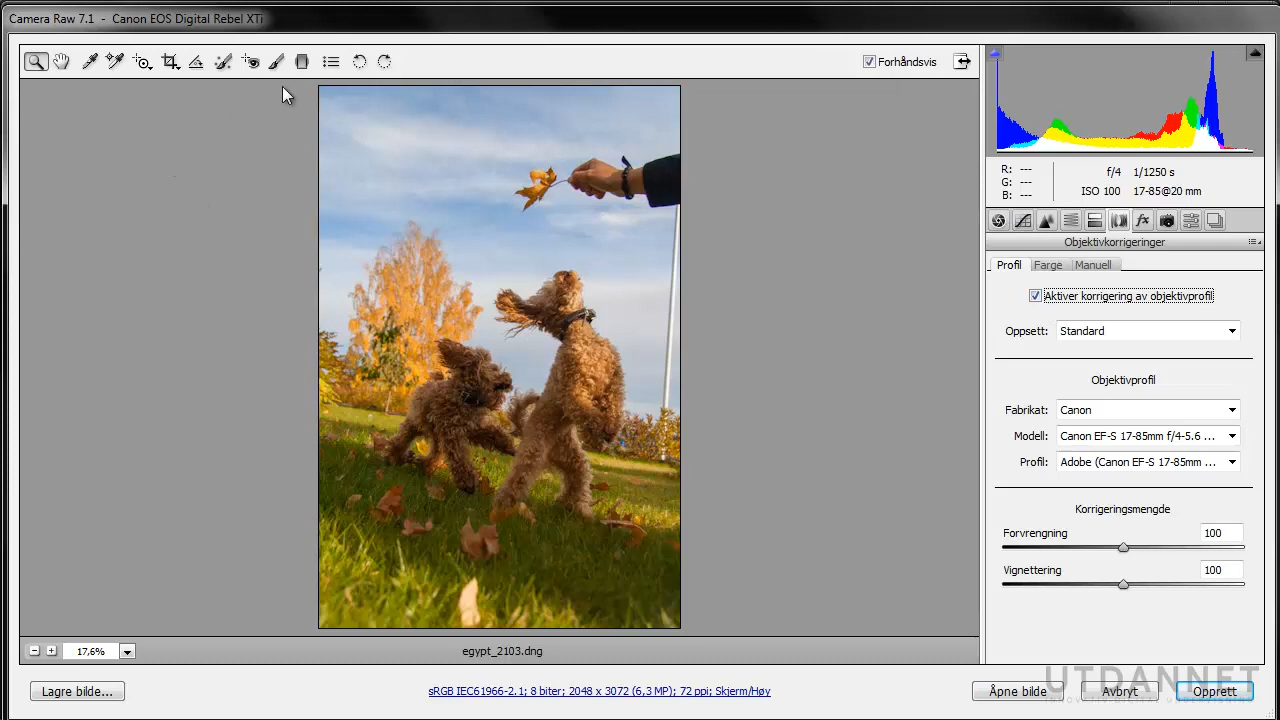 Camera Raw 7.1 - Canon EOS Digital Rebel XTi
Forhåndsvis
R: ---
G: ---
B: ---
f/4 1/1250 s
ISO 100 17-85@20 mm
Objektivkorrigeringer
Profil Farge Manuell
Aktiver korrigering av objektivprofil
Oppsett: Standard
Objektivprofil
Fabrikat: Canon
Modell: Canon EF-S 17-85mm f/4-5.6 ...
Profil: Adobe (Canon EF-S 17-85mm ...
Korrigeringsmengde
Forvrengning 100
Vignettering 100
17,6%
egypt_2103.dng
UTDANNET
Lagre bilde...
sRGB IEC61966-2.1; 8 biter; 2048 x 3072 (6,3 MP); 72 ppi; Skjerm/Høy
Åpne bilde
Avbryt
Opprett